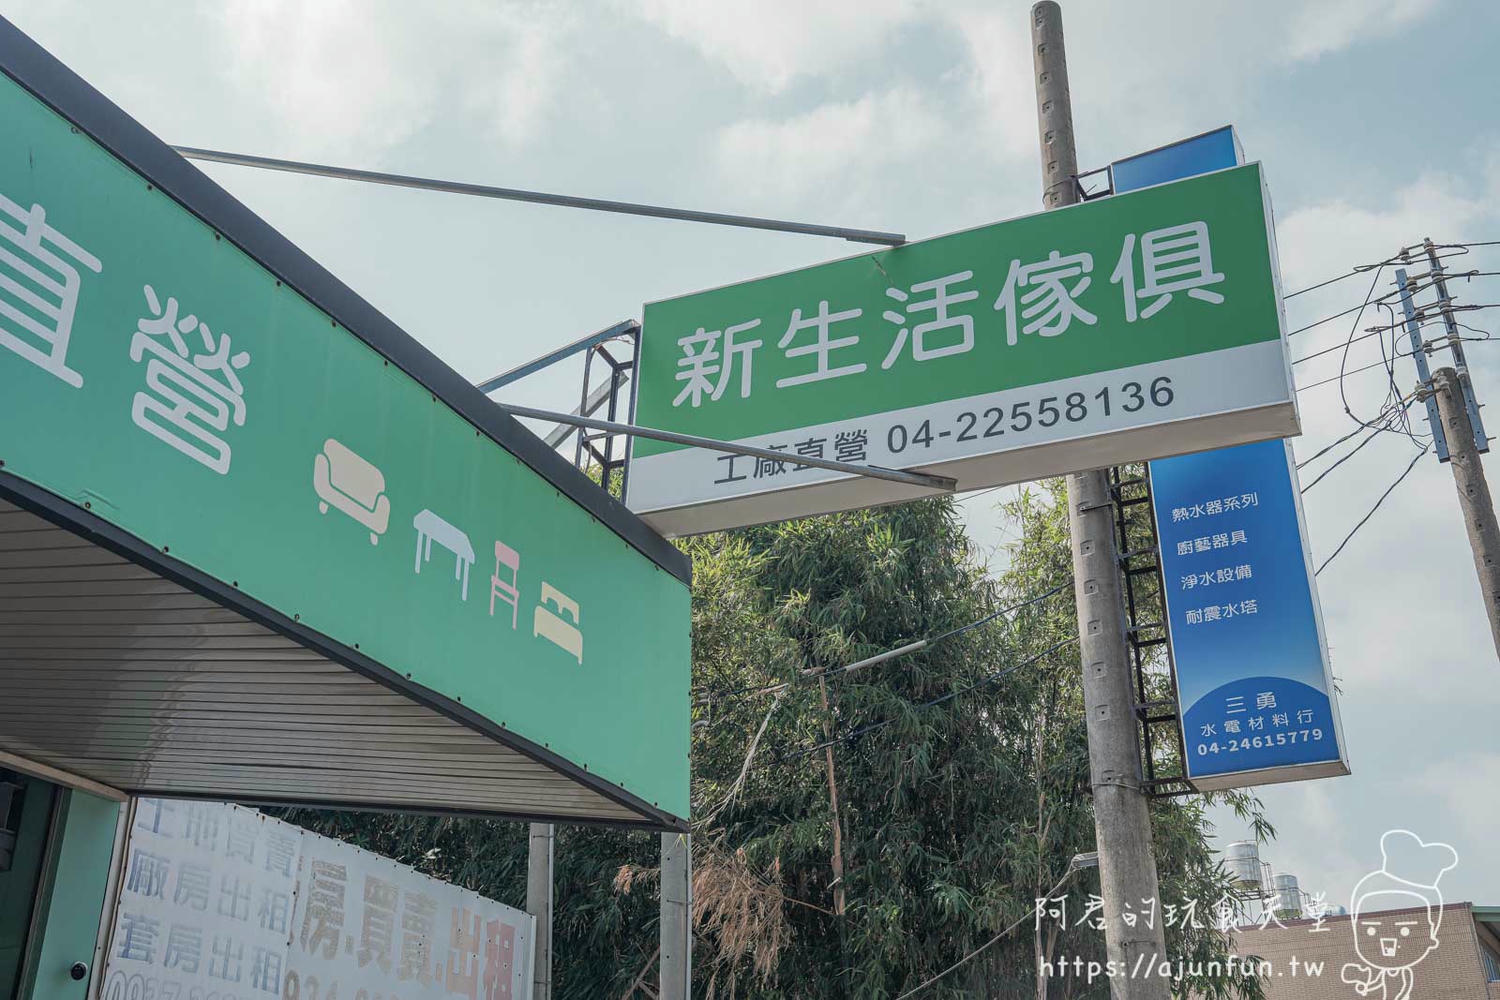 直營
新生活傢俱
工廠直營 04-22558136
熱水器系列
廚藝器具
淨水設備
耐震水塔
三勇
水電材料行
04-24615779
土地買賣
廠房出租
套房出租
房.買賣.出租
阿君的玩食天堂
https://ajunfun.tw